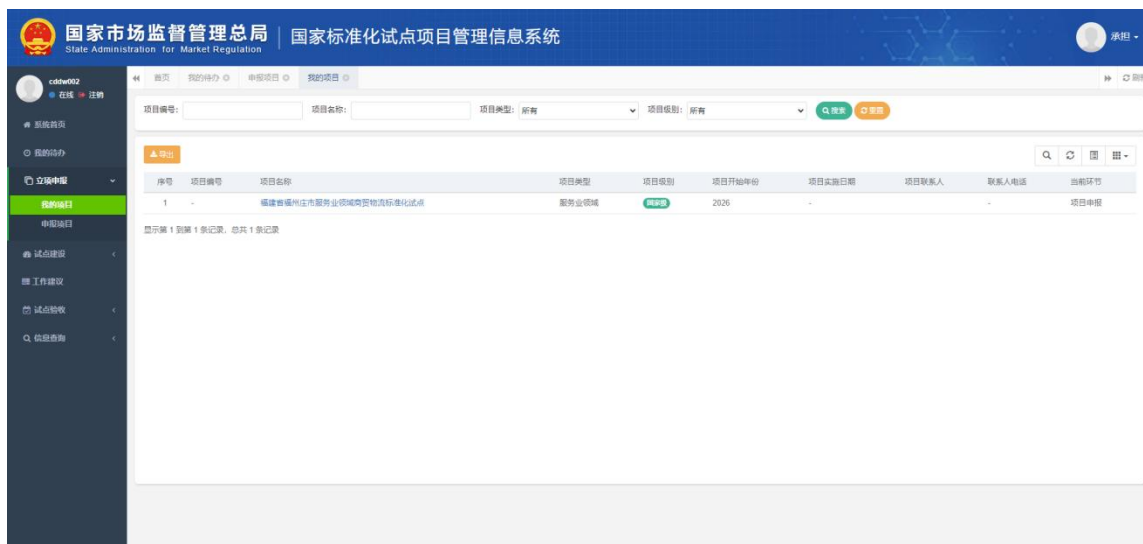 国家市场监督管理总局 | 国家标准化试点项目管理信息系统
State Administration for Market Regulation
承担
cddw002
在线 注销
首页 我的待办 申报项目 我的项目
项目编号: 项目名称: 项目类型: 所有 项目级别: 所有 搜索 重置
系统首页
我的待办
立项申报
我的项目
申报项目
试点建设
工作建议
试点验收
信息查询
导出
序号 项目编号 项目名称 项目类型 项目级别 项目开始年份 项目实施日期 项目联系人 联系人电话 当前环节
1 - 福建省福州庄市服务业领域商贸物流标准化试点 服务业领域 国家级 2026 - - 项目申报
显示第 1 到第 1 条记录，总共 1 条记录